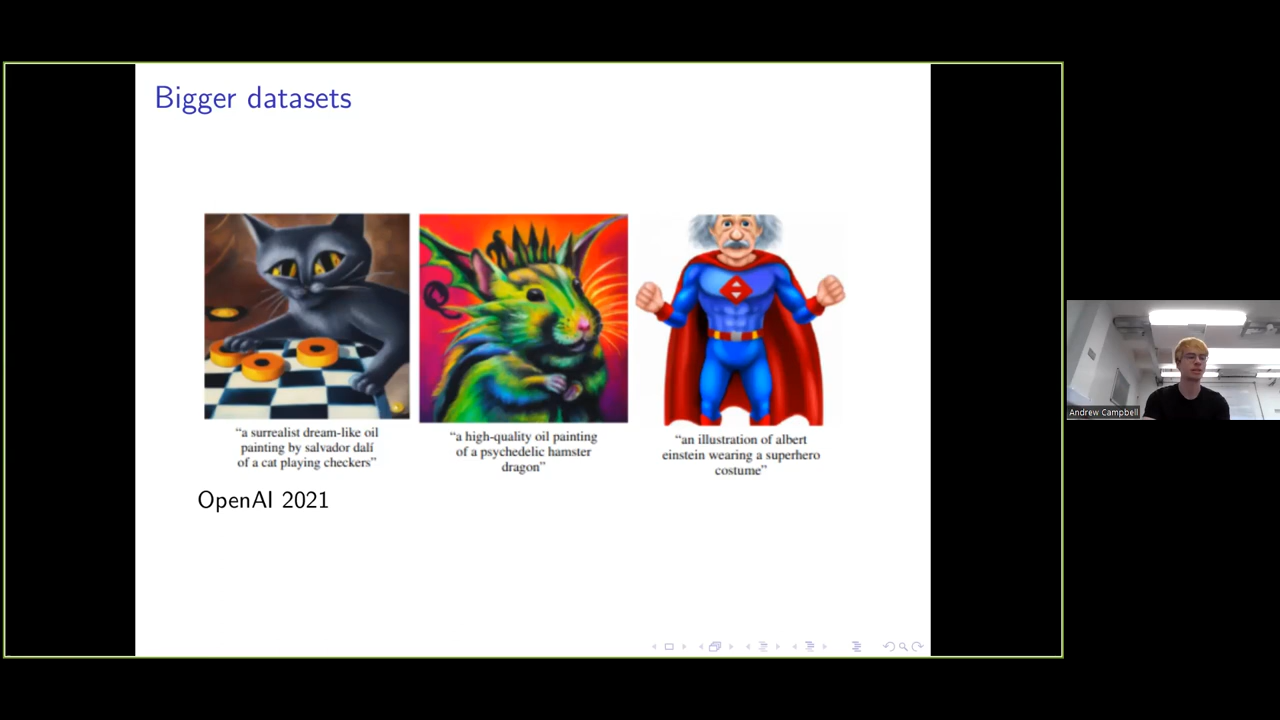 Bigger datasets
“a surrealist dream-like oil
painting by salvador dalí
of a cat playing checkers”
“a high-quality oil painting
of a psychedelic hamster
dragon”
“an illustration of albert
einstein wearing a superhero
costume”
OpenAI 2021
Andrew Campbell